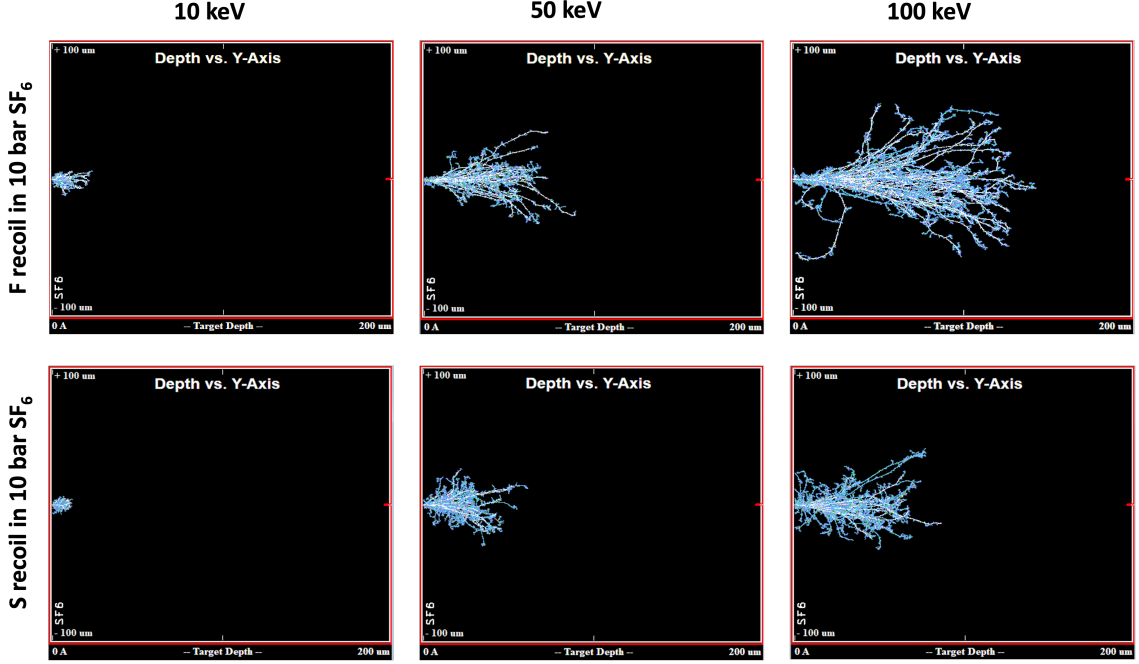 10 keV
50 keV
100 keV
F recoil in 10 bar SF6
+ 100 um
Depth vs. Y-Axis
SF6
- 100 um
0 A
-- Target Depth --
200 um
+ 100 um
Depth vs. Y-Axis
SF6
- 100 um
0 A
-- Target Depth --
200 um
+ 100 um
Depth vs. Y-Axis
SF6
- 100 um
0 A
-- Target Depth --
200 um
S recoil in 10 bar SF6
+ 100 um
Depth vs. Y-Axis
SF6
- 100 um
0 A
-- Target Depth --
200 um
+ 100 um
Depth vs. Y-Axis
SF6
- 100 um
0 A
-- Target Depth --
200 um
+ 100 um
Depth vs. Y-Axis
SF6
- 100 um
0 A
-- Target Depth --
200 um